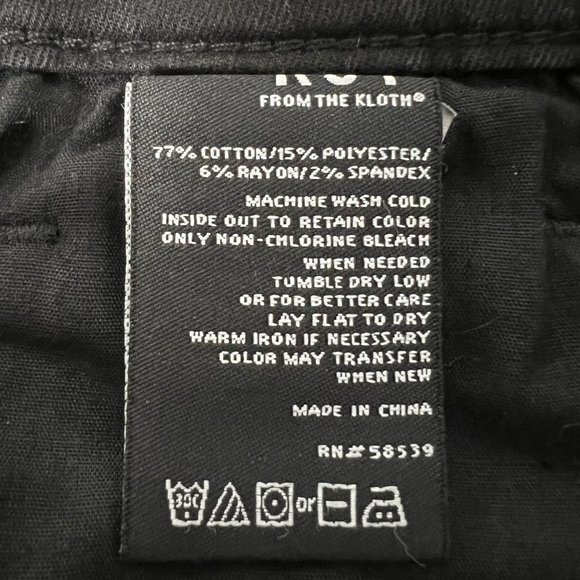 FROM THE KLOTH®
77% COTTON/15% POLYESTER/
6% RAYON/2% SPANDEX
MACHINE WASH COLD
INSIDE OUT TO RETAIN COLOR
ONLY NON-CHLORINE BLEACH
WHEN NEEDED
TUMBLE DRY LOW
OR FOR BETTER CARE
LAY FLAT TO DRY
WARM IRON IF NECESSARY
COLOR MAY TRANSFER
WHEN NEW
MADE IN CHINA
RN#58539
30C or